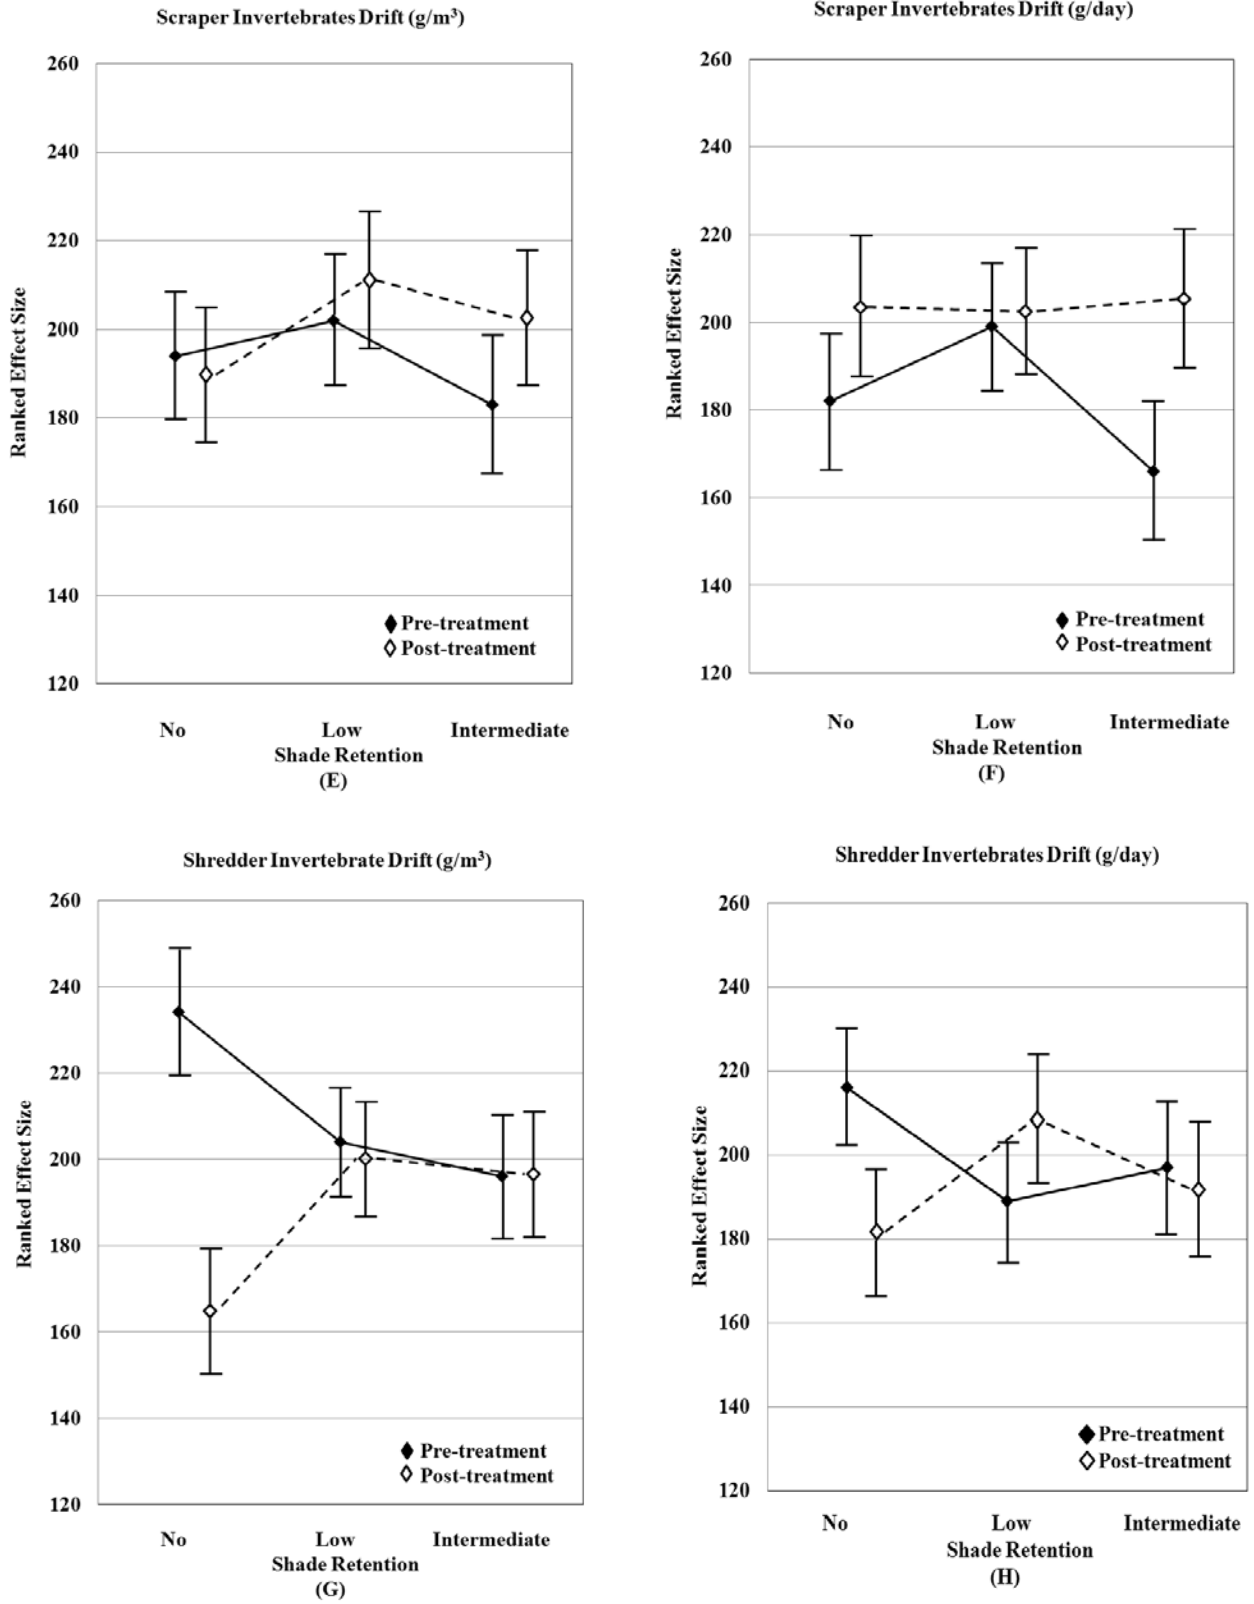 Scraper Invertebrates Drift (g/m³)
260
240
220
200
180
160
140
120
Ranked Effect Size
Pre-treatment
Post-treatment
No
Low
Intermediate
Shade Retention
(E)
Scraper Invertebrates Drift (g/day)
260
240
220
200
180
160
140
120
Ranked Effect Size
Pre-treatment
Post-treatment
No
Low
Intermediate
Shade Retention
(F)
Shredder Invertebrate Drift (g/m³)
260
240
220
200
180
160
140
120
Ranked Effect Size
Pre-treatment
Post-treatment
No
Low
Intermediate
Shade Retention
(G)
Shredder Invertebrates Drift (g/day)
260
240
220
200
180
160
140
120
Ranked Effect Size
Pre-treatment
Post-treatment
No
Low
Intermediate
Shade Retention
(H)